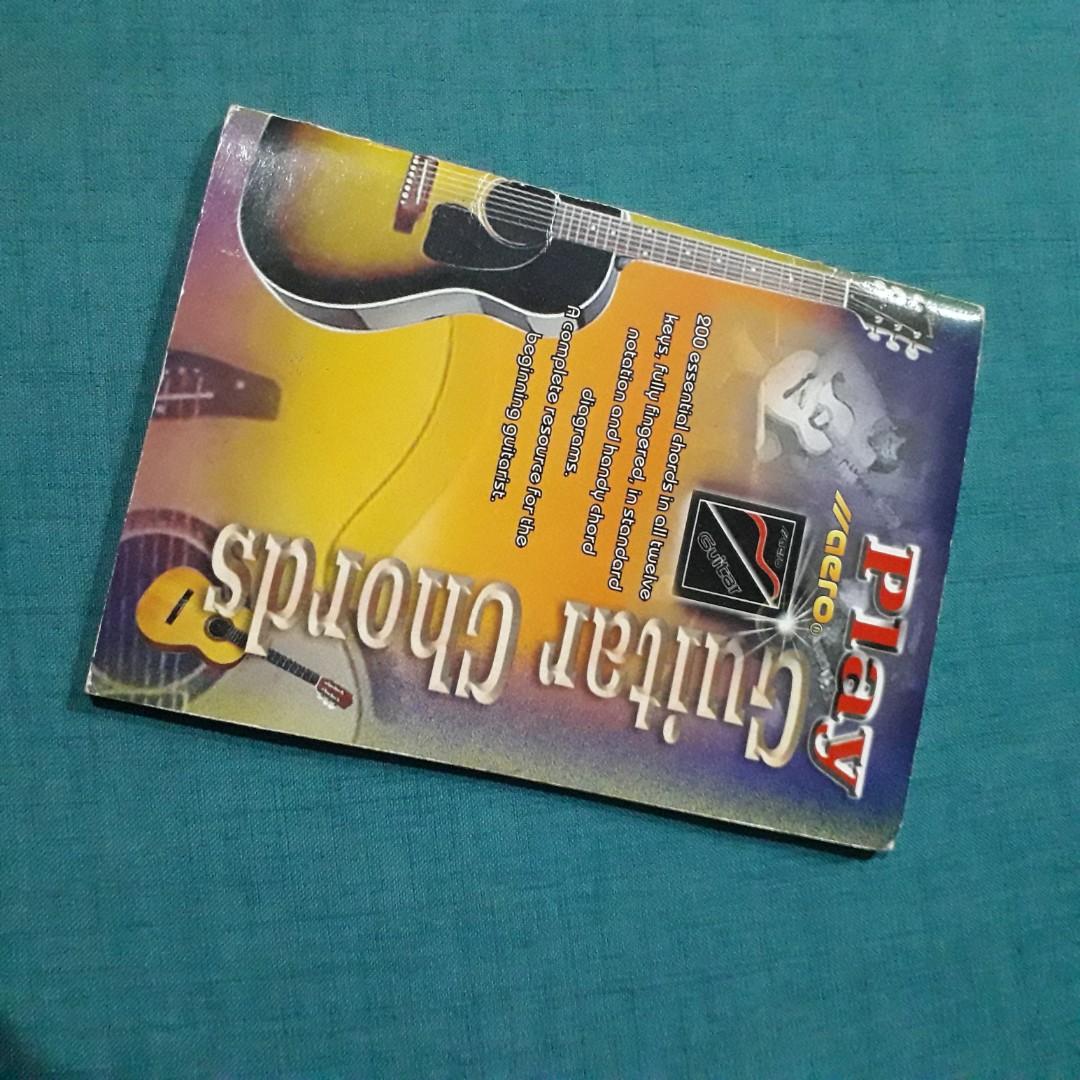 Play
//aero®
Guitar Chords
Guitar
200 essential chords in all twelve
keys, fully fingered, in standard
notation and handy chord
diagrams.
A complete resource for the
beginning guitarist.